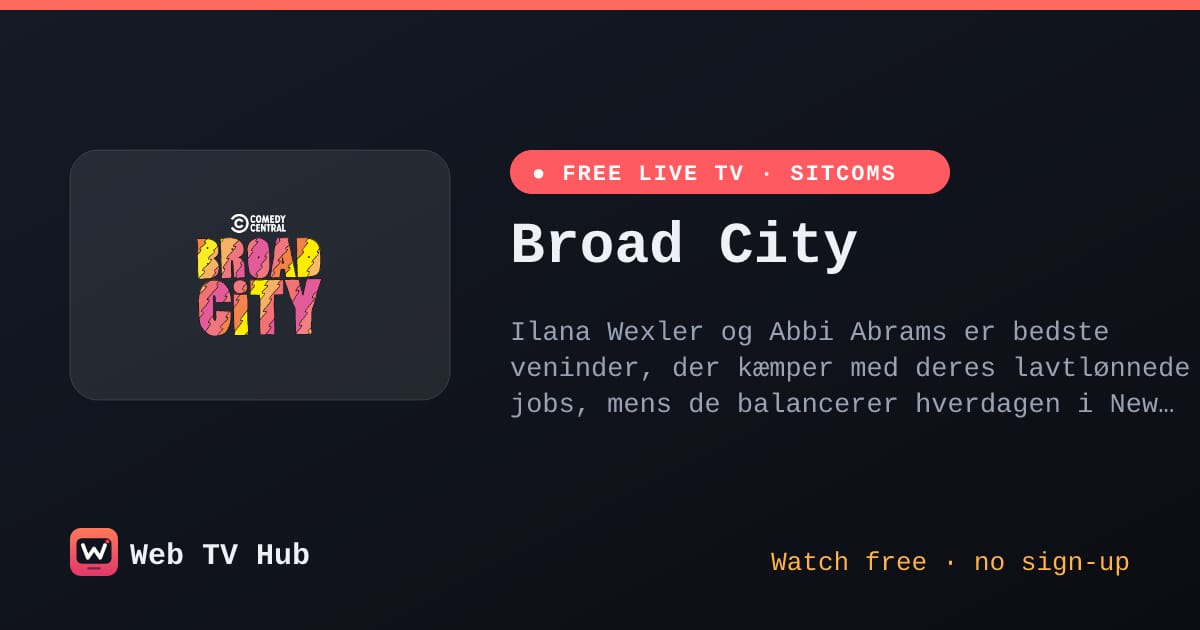 COMEDY
CENTRAL
BROAD
CiTY
● FREE LIVE TV · SITCOMS
Broad City
Ilana Wexler og Abbi Abrams er bedste
veninder, der kæmper med deres lavtlønnede
jobs, mens de balancerer hverdagen i New…
W
Web TV Hub
Watch free · no sign-up